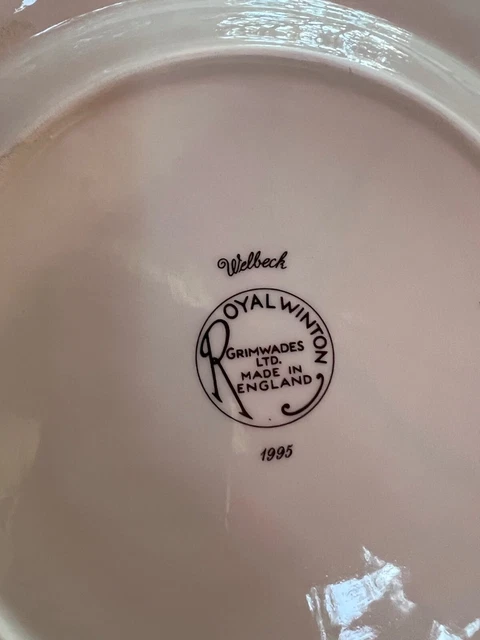 Welbeck
ROYAL WINTON
GRIMWADES
LTD.
MADE IN
ENGLAND
1995